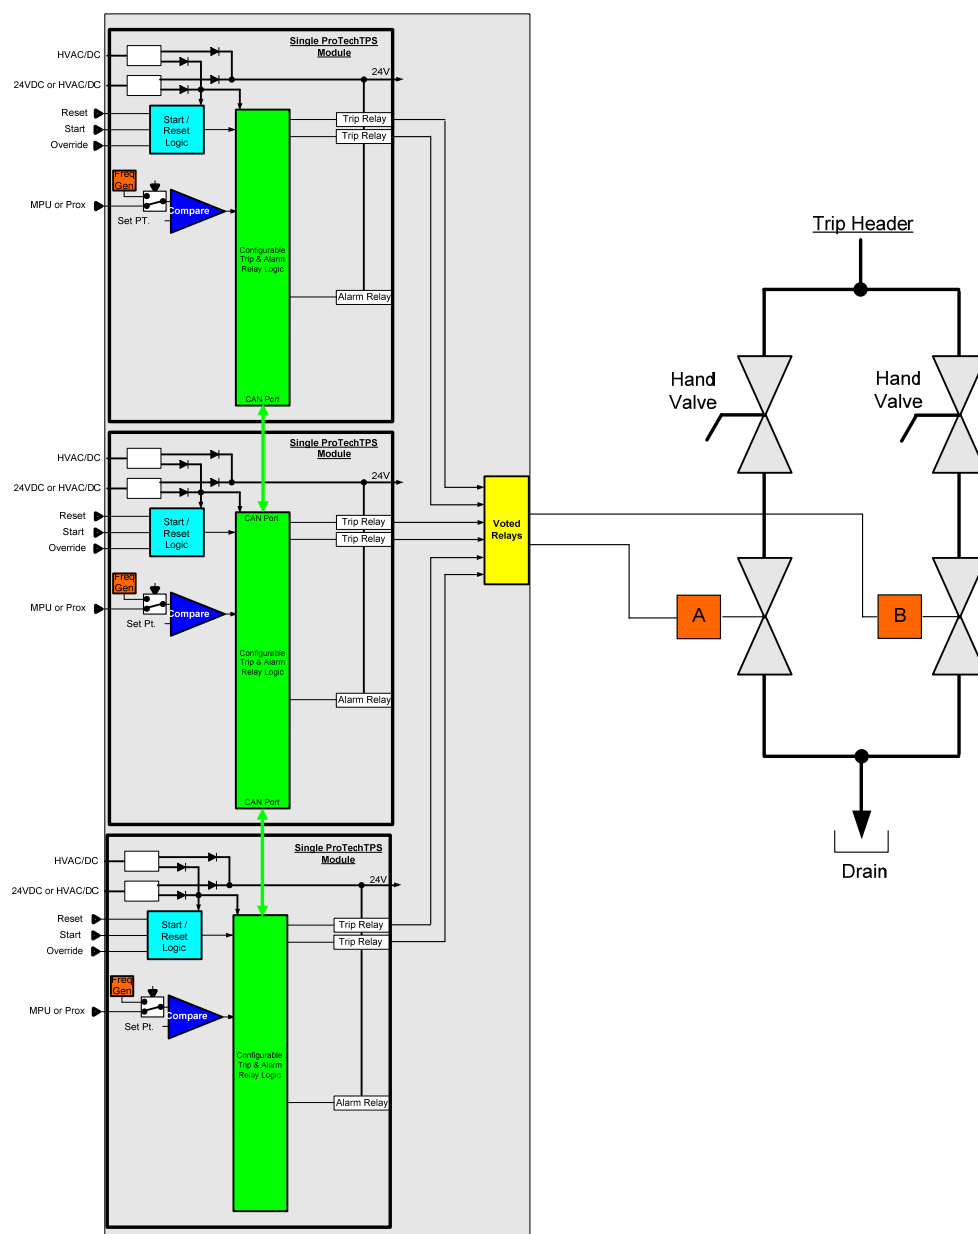 Single ProTechTPS
Module
HVAC/DC
24V
24VDC or HVAC/DC
Reset
Start
Override
Start /
Reset
Logic
Trip Relay
Trip Relay
Freq
Gen
MPU or Prox
Set PT.
Compare
Configurable
Trip & Alarm
Relay Logic
Alarm Relay
CAN Port
Single ProTechTPS
Module
HVAC/DC
24V
24VDC or HVAC/DC
CAN Port
Reset
Start
Override
Start /
Reset
Logic
Trip Relay
Trip Relay
Freq
Gen
MPU or Prox
Set Pt.
Compare
Configurable
Trip & Alarm
Relay Logic
Alarm Relay
CAN Port
Single ProTechTPS
Module
HVAC/DC
24V
24VDC or HVAC/DC
Reset
Start
Override
Start /
Reset
Logic
Trip Relay
Trip Relay
Freq
Gen
MPU or Prox
Set Pt.
Compare
Configurable
Trip & Alarm
Relay Logic
Alarm Relay
Voted
Relays
Trip Header
Hand
Valve
Hand
Valve
A
B
Drain